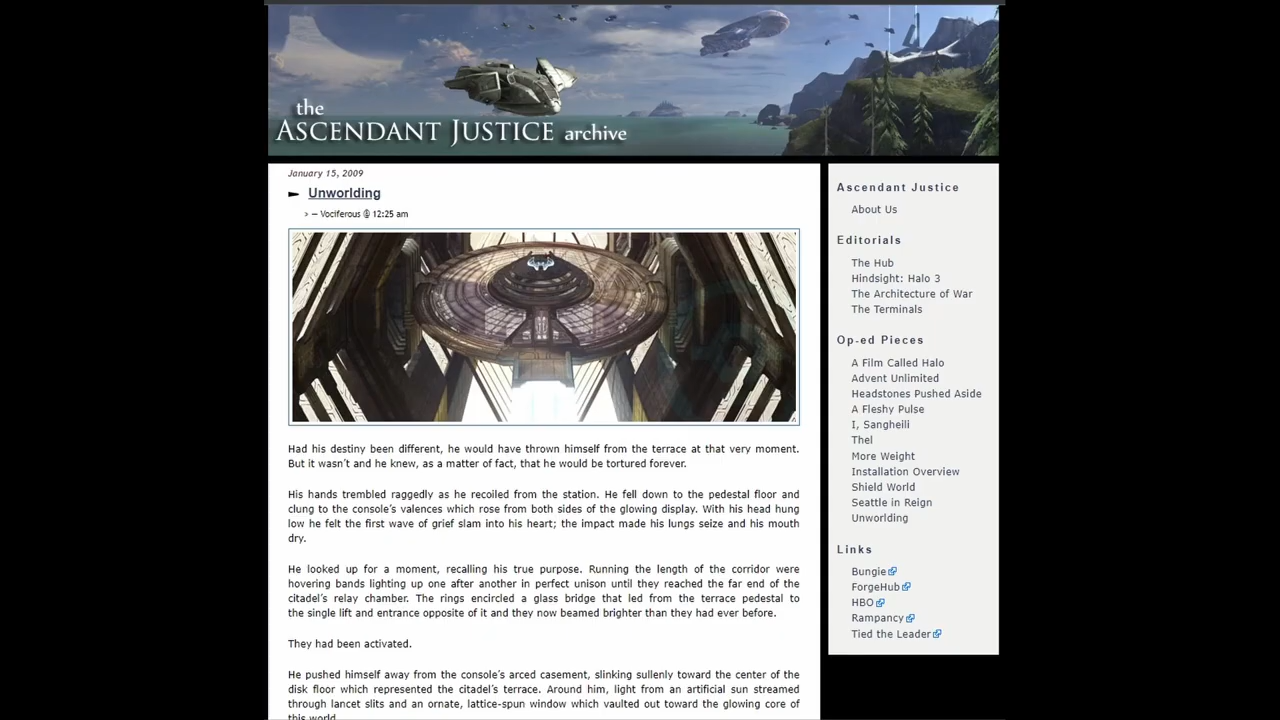 the
ASCENDANT JUSTICE archive
January 15, 2009
Unworlding
› — Vociferous @ 12:25 am
Had his destiny been different, he would have thrown himself from the terrace at that very moment.
But it wasn't and he knew, as a matter of fact, that he would be tortured forever.
His hands trembled raggedly as he recoiled from the station. He fell down to the pedestal floor and
clung to the console's valences which rose from both sides of the glowing display. With his head hung
low he felt the first wave of grief slam into his heart; the impact made his lungs seize and his mouth
dry.
He looked up for a moment, recalling his true purpose. Running the length of the corridor were
hovering bands lighting up one after another in perfect unison until they reached the far end of the
citadel's relay chamber. The rings encircled a glass bridge that led from the terrace pedestal to
the single lift and entrance opposite of it and they now beamed brighter than they had ever before.
They had been activated.
He pushed himself away from the console's arced casement, slinking sullenly toward the center of the
disk floor which represented the citadel's terrace. Around him, light from an artificial sun streamed
through lancet slits and an ornate, lattice-spun window which vaulted out toward the glowing core of
this world.
Ascendant Justice
About Us
Editorials
The Hub
Hindsight: Halo 3
The Architecture of War
The Terminals
Op-ed Pieces
A Film Called Halo
Advent Unlimited
Headstones Pushed Aside
A Fleshy Pulse
I, Sangheili
Thel
More Weight
Installation Overview
Shield World
Seattle in Reign
Unworlding
Links
Bungie
ForgeHub
HBO
Rampancy
Tied the Leader